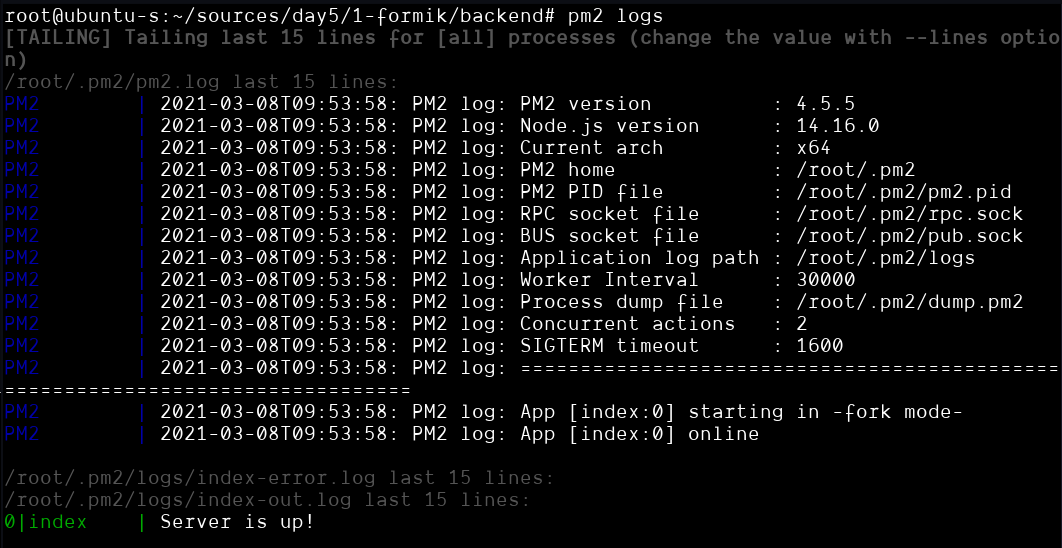 root@ubuntu-s:~/sources/day5/1-formik/backend# pm2 logs
[TAILING] Tailing last 15 lines for [all] processes (change the value with --lines optio
n)
/root/.pm2/pm2.log last 15 lines:
PM2        | 2021-03-08T09:53:58: PM2 log: PM2 version          : 4.5.5
PM2        | 2021-03-08T09:53:58: PM2 log: Node.js version      : 14.16.0
PM2        | 2021-03-08T09:53:58: PM2 log: Current arch         : x64
PM2        | 2021-03-08T09:53:58: PM2 log: PM2 home             : /root/.pm2
PM2        | 2021-03-08T09:53:58: PM2 log: PM2 PID file         : /root/.pm2/pm2.pid
PM2        | 2021-03-08T09:53:58: PM2 log: RPC socket file      : /root/.pm2/rpc.sock
PM2        | 2021-03-08T09:53:58: PM2 log: BUS socket file      : /root/.pm2/pub.sock
PM2        | 2021-03-08T09:53:58: PM2 log: Application log path : /root/.pm2/logs
PM2        | 2021-03-08T09:53:58: PM2 log: Worker Interval      : 30000
PM2        | 2021-03-08T09:53:58: PM2 log: Process dump file    : /root/.pm2/dump.pm2
PM2        | 2021-03-08T09:53:58: PM2 log: Concurrent actions   : 2
PM2        | 2021-03-08T09:53:58: PM2 log: SIGTERM timeout      : 1600
PM2        | 2021-03-08T09:53:58: PM2 log: =============================================
==================================
PM2        | 2021-03-08T09:53:58: PM2 log: App [index:0] starting in -fork mode-
PM2        | 2021-03-08T09:53:58: PM2 log: App [index:0] online
/root/.pm2/logs/index-error.log last 15 lines:
/root/.pm2/logs/index-out.log last 15 lines:
0|index    | Server is up!